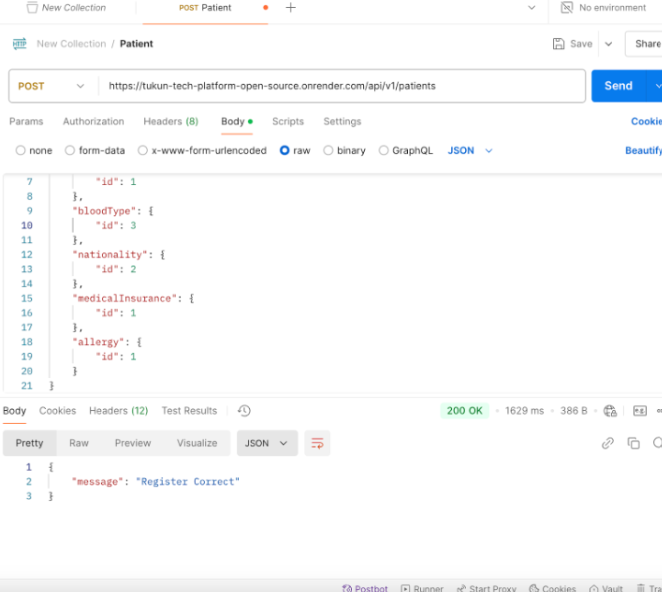 New Collection POST Patient No environment
HTTP New Collection / Patient Save Share
POST https://tukun-tech-platform-open-source.onrender.com/api/v1/patients Send
Params Authorization Headers (8) Body Scripts Settings Cookie
none form-data x-www-form-urlencoded raw binary GraphQL JSON Beautify
7 "id": 1
8 },
9 "bloodType": {
10 "id": 3
11 },
12 "nationality": {
13 "id": 2
14 },
15 "medicalInsurance": {
16 "id": 1
17 },
18 "allergy": {
19 "id": 1
20 }
21 }
Body Cookies Headers (12) Test Results 200 OK 1629 ms 386 B
Pretty Raw Preview Visualize JSON
1 {
2 "message": "Register Correct"
3 }
Postbot Runner Start Proxy Cookies Vault Tra